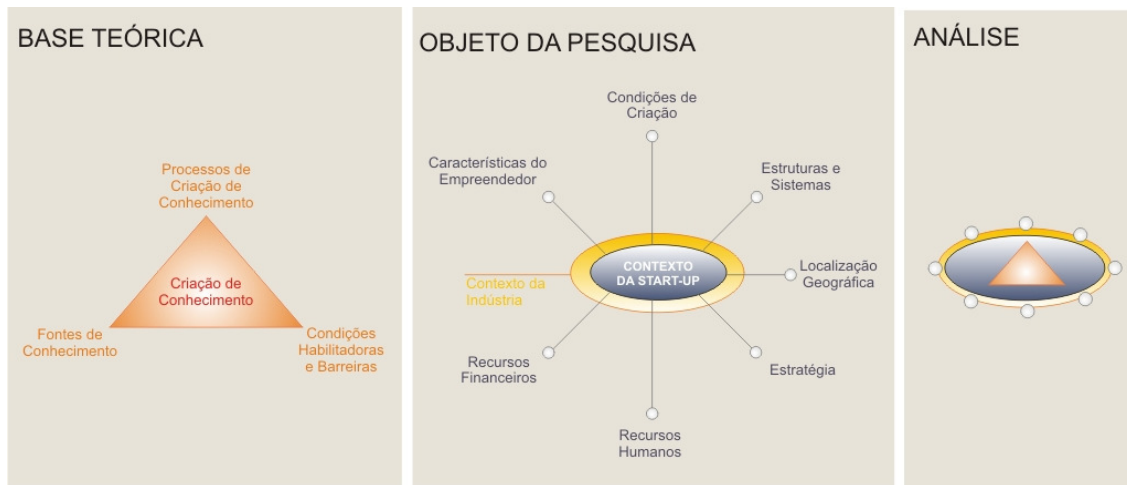 BASE TEÓRICA
Processos de
Criação de
Conhecimento
Criação de
Conhecimento
Fontes de
Conhecimento
Condições
Habilitadoras
e Barreiras
OBJETO DA PESQUISA
Condições de
Criação
Características do
Empreendedor
Estruturas e
Sistemas
CONTEXTO
DA START-UP
Contexto da
Indústria
Localização
Geográfica
Recursos
Financeiros
Estratégia
Recursos
Humanos
ANÁLISE